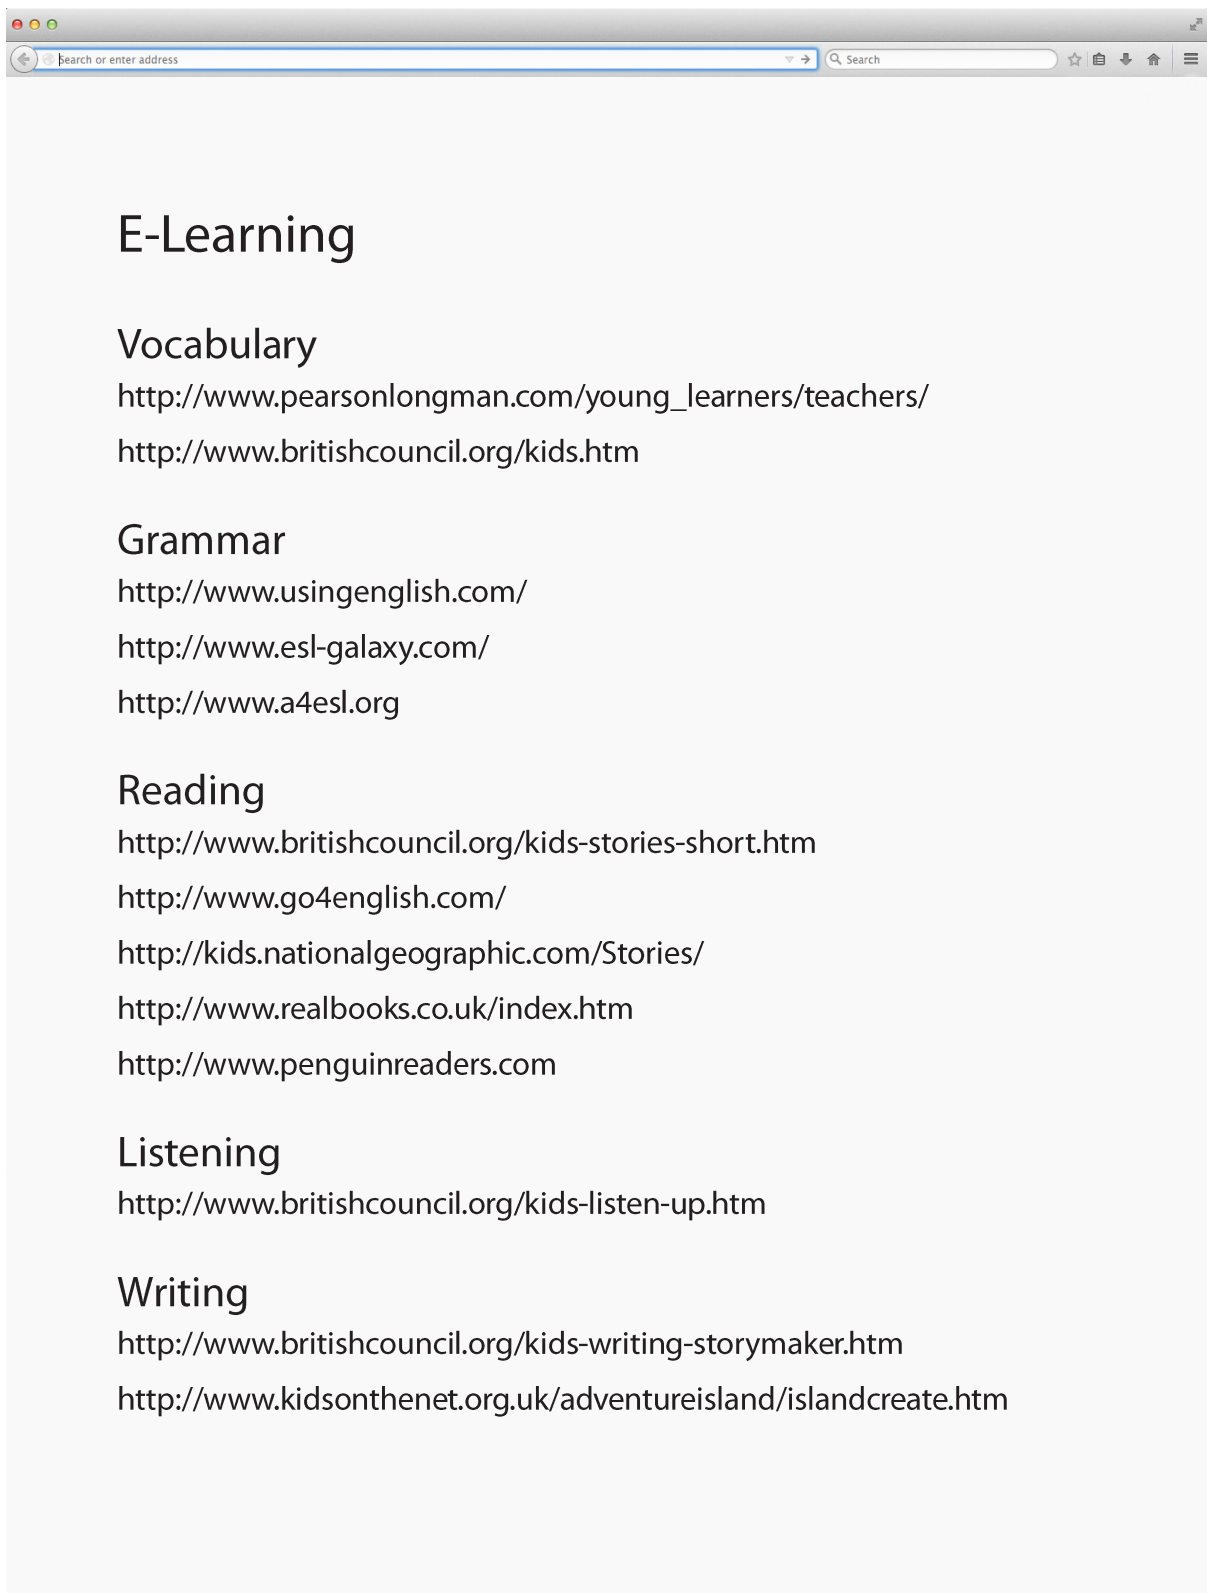 Search or enter address
Search
E-Learning
Vocabulary
http://www.pearsonlongman.com/young_learners/teachers/
http://www.britishcouncil.org/kids.htm
Grammar
http://www.usingenglish.com/
http://www.esl-galaxy.com/
http://www.a4esl.org
Reading
http://www.britishcouncil.org/kids-stories-short.htm
http://www.go4english.com/
http://kids.nationalgeographic.com/Stories/
http://www.realbooks.co.uk/index.htm
http://www.penguinreaders.com
Listening
http://www.britishcouncil.org/kids-listen-up.htm
Writing
http://www.britishcouncil.org/kids-writing-storymaker.htm
http://www.kidsonthenet.org.uk/adventureisland/islandcreate.htm